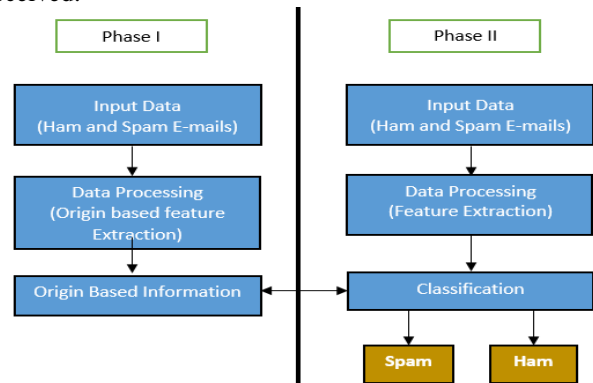 Phase I
Input Data
(Ham and Spam E-mails)
Data Processing
(Origin based feature
Extraction)
Origin Based Information
Phase II
Input Data
(Ham and Spam E-mails)
Data Processing
(Feature Extraction)
Classification
Spam
Ham